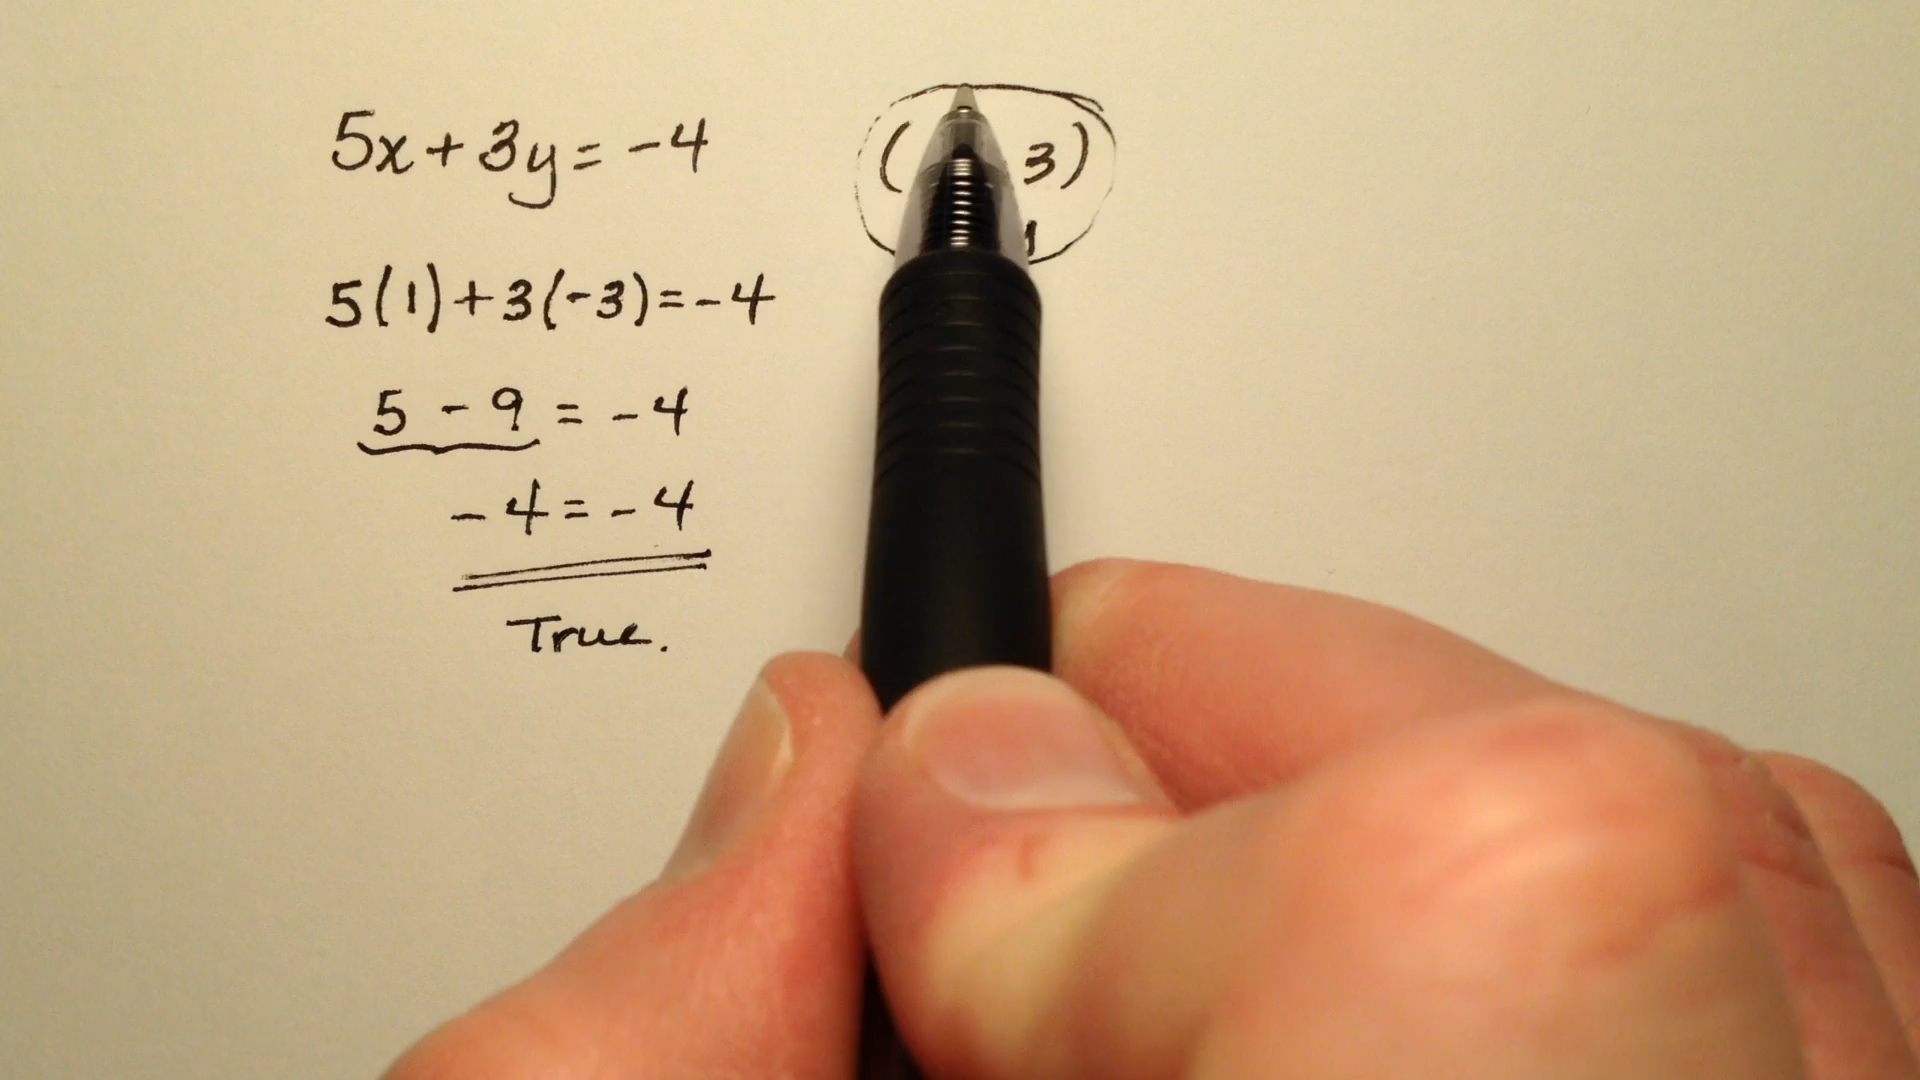 5x + 3y = -4
( 3)
5(1) + 3(-3) = -4
5 - 9 = -4
-4 = -4
True.